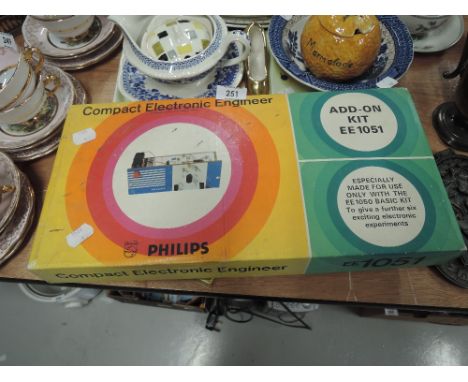 Marmalade
251
Compact Electronic Engineer
ADD-ON
KIT
EE1051
ESPECIALLY
MADE FOR USE
ONLY WITH THE
EE1050 BASIC KIT
To give a further six
exciting electronic
experiments
PHILIPS
Compact Electronic Engineer
EE1051